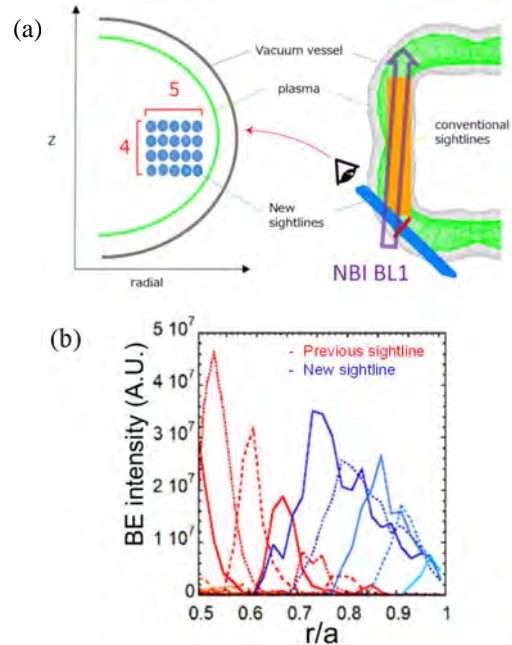 (a)
Vacuum vessel
plasma
5
4
Z
conventional
sightlines
New
sightlines
NBI BL1
radial
(b)
5 10⁷
- Previous sightline
- New sightline
4 10⁷
3 10⁷
2 10⁷
1 10⁷
0
BE intensity (A.U.)
0.5 0.6 0.7 0.8 0.9 1
r/a